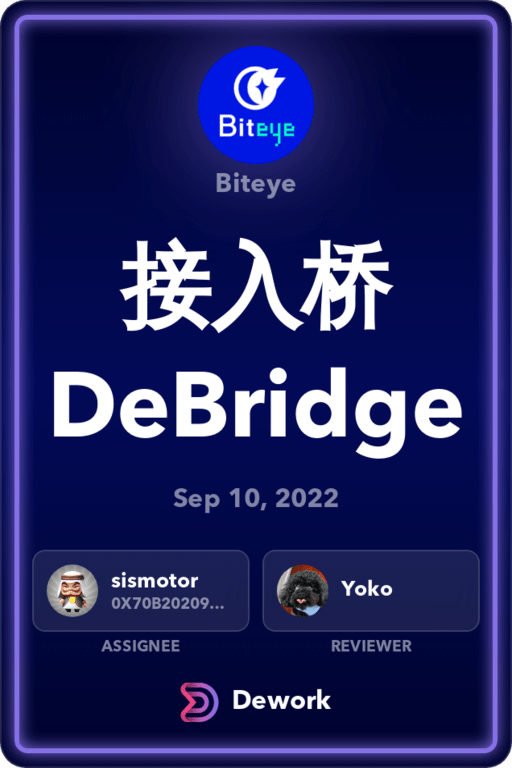 Biteye
Biteye
接入桥
DeBridge
Sep 10, 2022
sismotor
0X70B20209...
Yoko
ASSIGNEE
REVIEWER
Dework